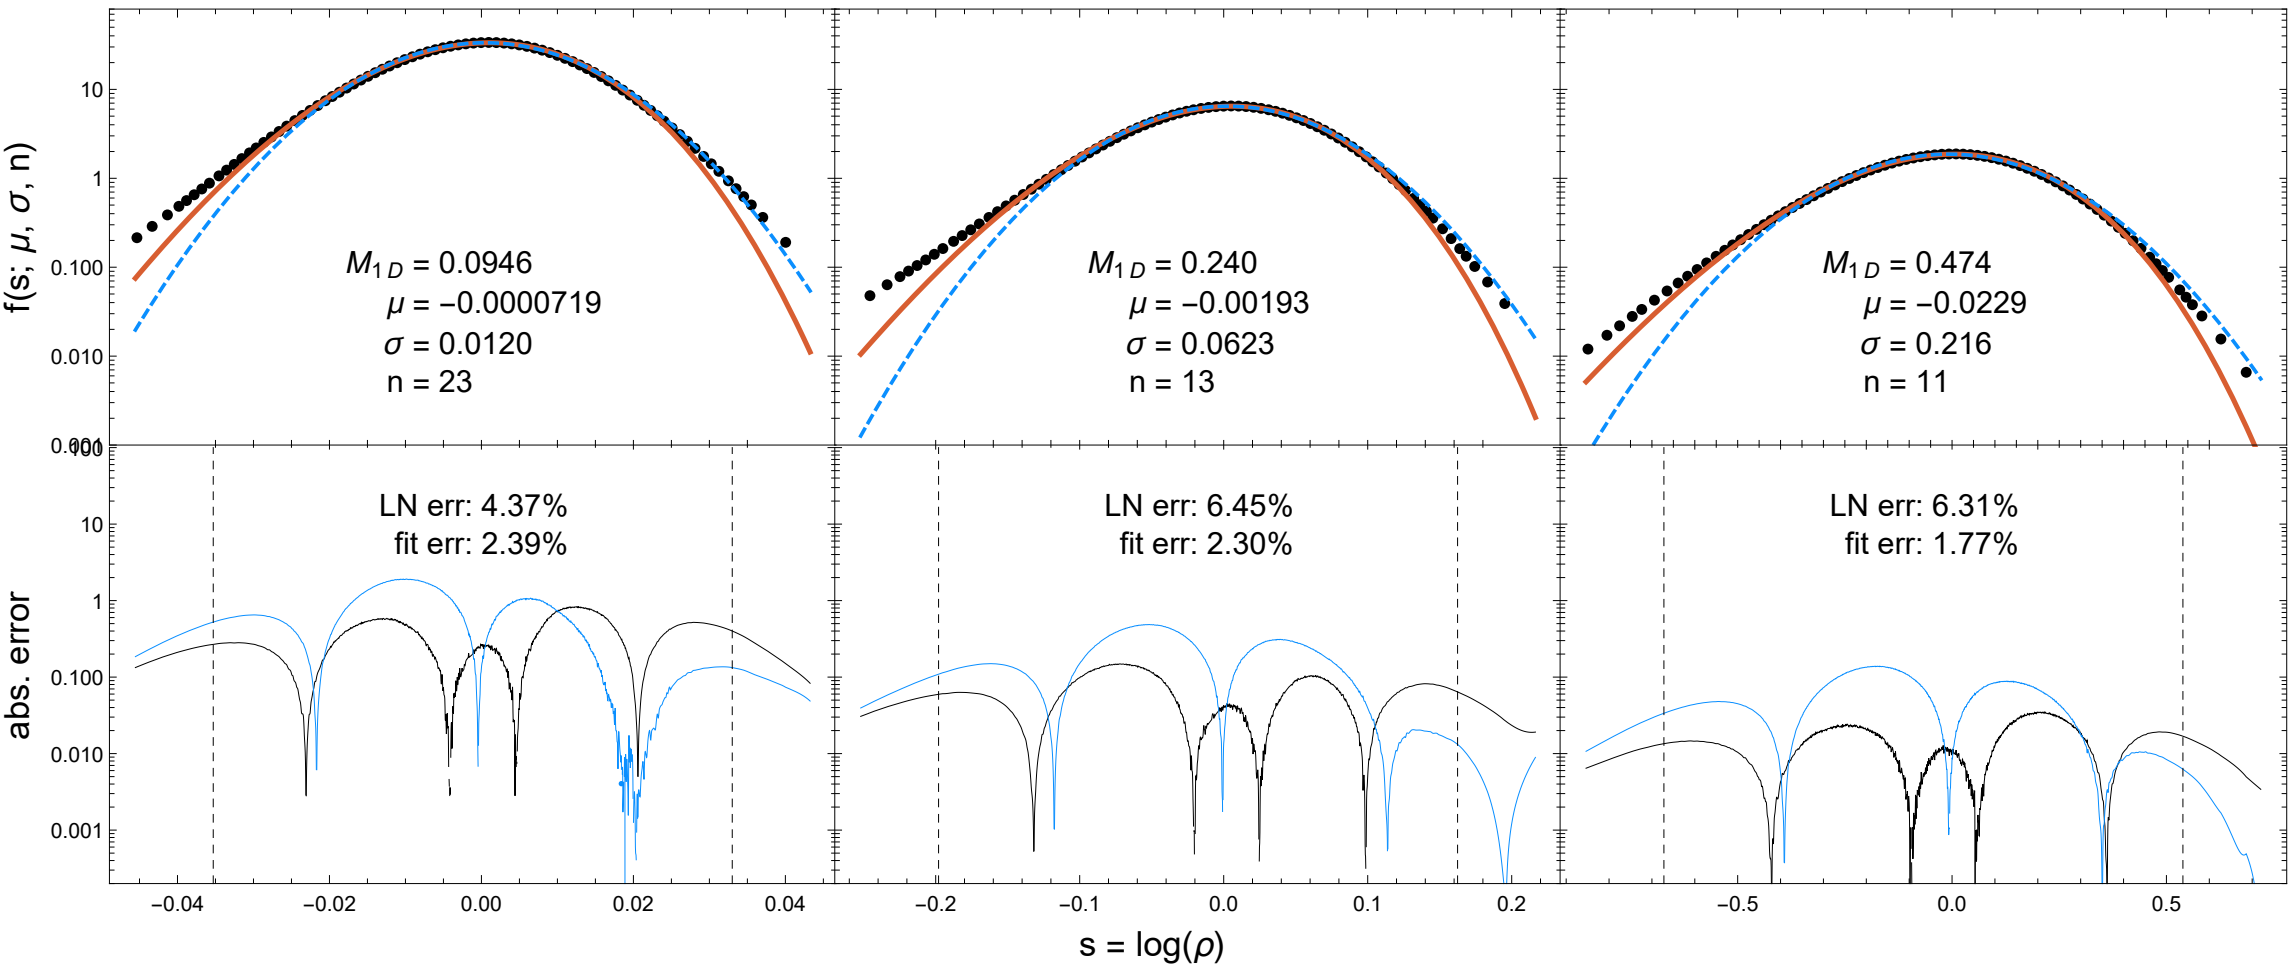 f(s; μ, σ, n)
10
1
0.100
0.010
0.001
M1D = 0.0946
μ = −0.0000719
σ = 0.0120
n = 23
M1D = 0.240
μ = −0.00193
σ = 0.0623
n = 13
M1D = 0.474
μ = −0.0229
σ = 0.216
n = 11
abs. error
100
10
1
0.100
0.010
0.001
LN err: 4.37%
fit err: 2.39%
LN err: 6.45%
fit err: 2.30%
LN err: 6.31%
fit err: 1.77%
−0.04 −0.02 0.00 0.02 0.04 −0.2 −0.1 0.0 0.1 0.2 −0.5 0.0 0.5
s = log(ρ)